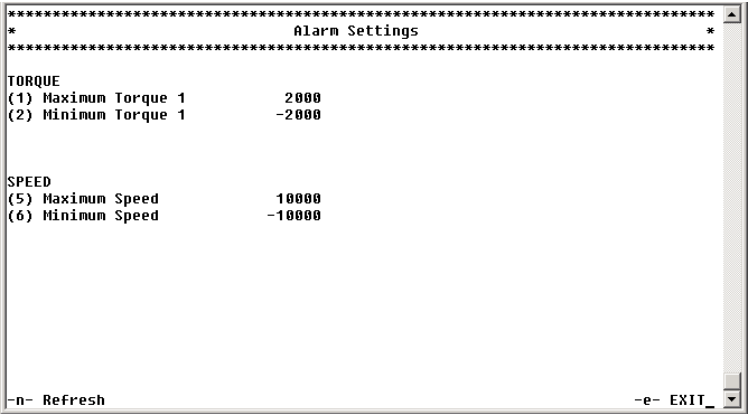 *******************************************************************************
* Alarm Settings *
*******************************************************************************
TORQUE
(1) Maximum Torque 1 2000
(2) Minimum Torque 1 -2000
SPEED
(5) Maximum Speed 10000
(6) Minimum Speed -10000
-n- Refresh -e- EXIT_